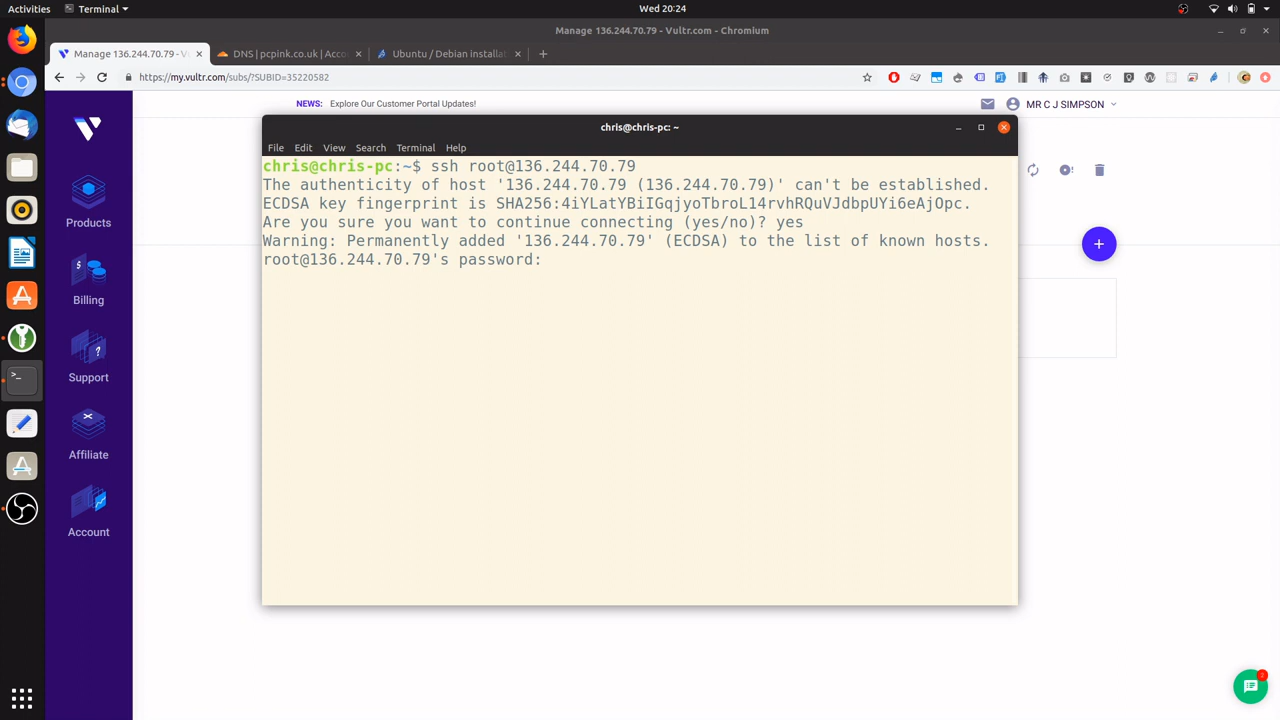 Activities
Terminal
Wed 20:24
Manage 136.244.70.79 - Vultr.com - Chromium
Manage 136.244.70.79 - Vu
DNS | pcpink.co.uk | Acco
Ubuntu / Debian installat
https://my.vultr.com/subs/?SUBID=35220582
NEWS: Explore Our Customer Portal Updates!
MR C J SIMPSON
chris@chris-pc: ~
File Edit View Search Terminal Help
chris@chris-pc:~$ ssh root@136.244.70.79
The authenticity of host '136.244.70.79 (136.244.70.79)' can't be established.
ECDSA key fingerprint is SHA256:4iYLatYBiIGqjyoTbroL14rvhRQuVJdbpUYi6eAjOpc.
Are you sure you want to continue connecting (yes/no)? yes
Warning: Permanently added '136.244.70.79' (ECDSA) to the list of known hosts.
root@136.244.70.79's password:
Products
Billing
Support
Affiliate
Account